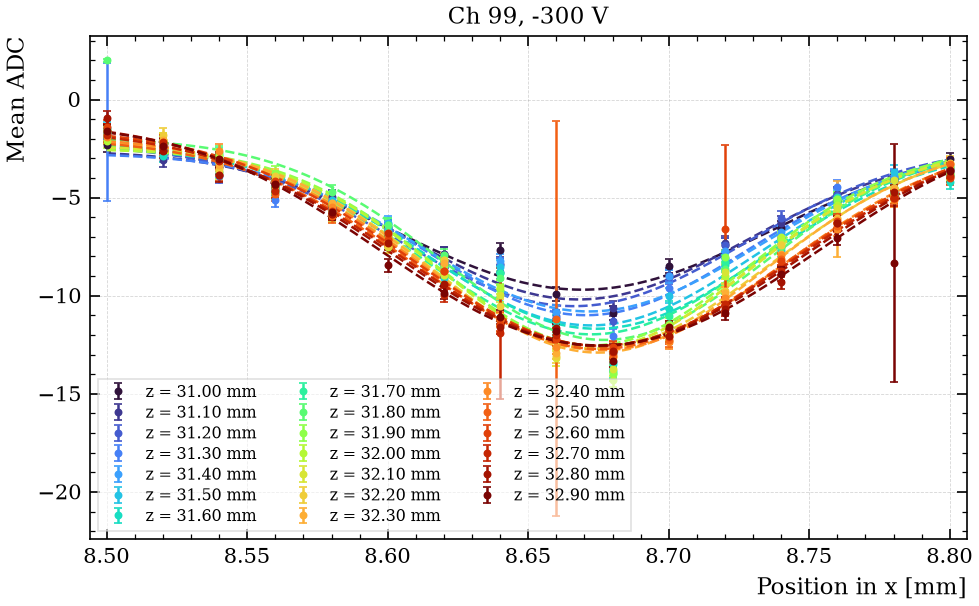 Ch 99, -300 V
Mean ADC
0
−5
−10
−15
−20
z = 31.00 mm
z = 31.10 mm
z = 31.20 mm
z = 31.30 mm
z = 31.40 mm
z = 31.50 mm
z = 31.60 mm
z = 31.70 mm
z = 31.80 mm
z = 31.90 mm
z = 32.00 mm
z = 32.10 mm
z = 32.20 mm
z = 32.30 mm
z = 32.40 mm
z = 32.50 mm
z = 32.60 mm
z = 32.70 mm
z = 32.80 mm
z = 32.90 mm
8.50 8.55 8.60 8.65 8.70 8.75 8.80
Position in x [mm]